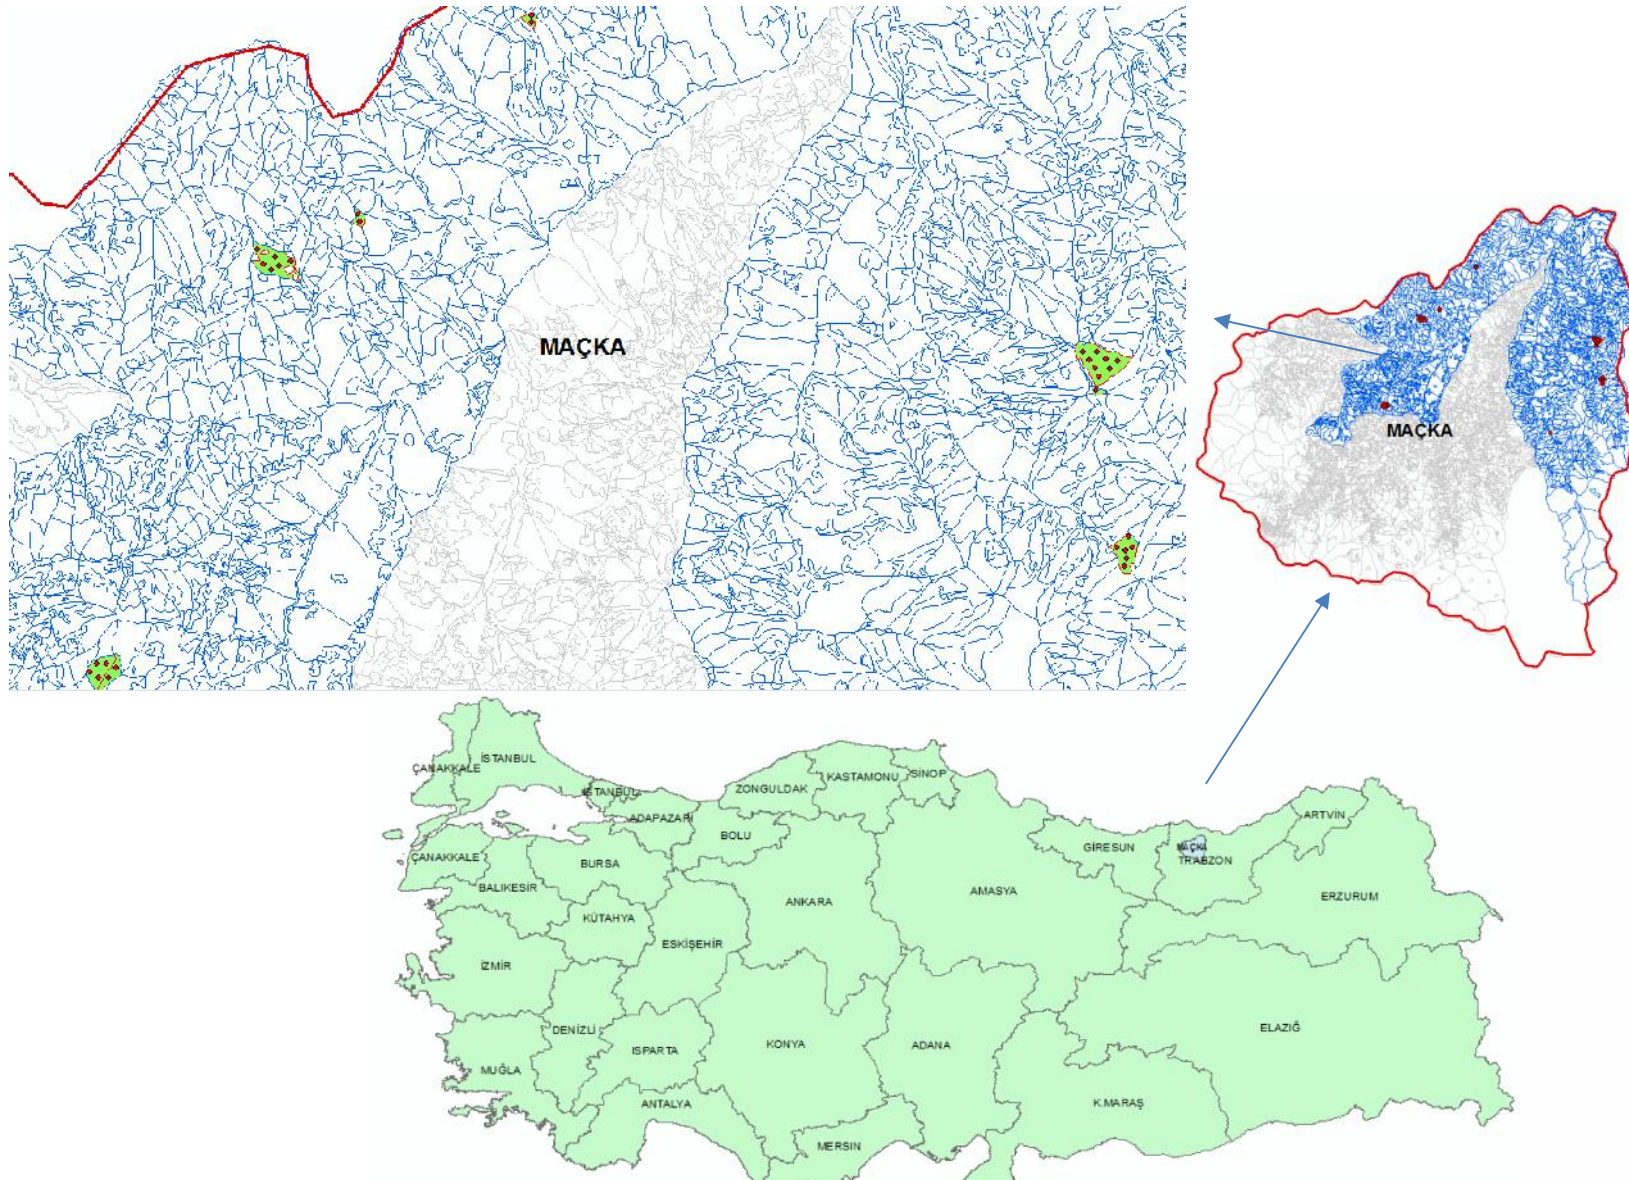 MAÇKA
MAÇKA
ÇANAKKALE
İSTANBUL
İSTANBUL
ADAPAZARI
ZONGULDAK
KASTAMONU
SİNOP
BOLU
ÇANAKKALE
BURSA
BALIKESİR
KÜTAHYA
ESKİŞEHİR
ANKARA
AMASYA
GİRESUN
MAÇKA
TRABZON
ARTVİN
ERZURUM
İZMİR
DENİZLİ
MUĞLA
ISPARTA
ANTALYA
KONYA
MERSİN
ADANA
K.MARAŞ
ELAZIĞ